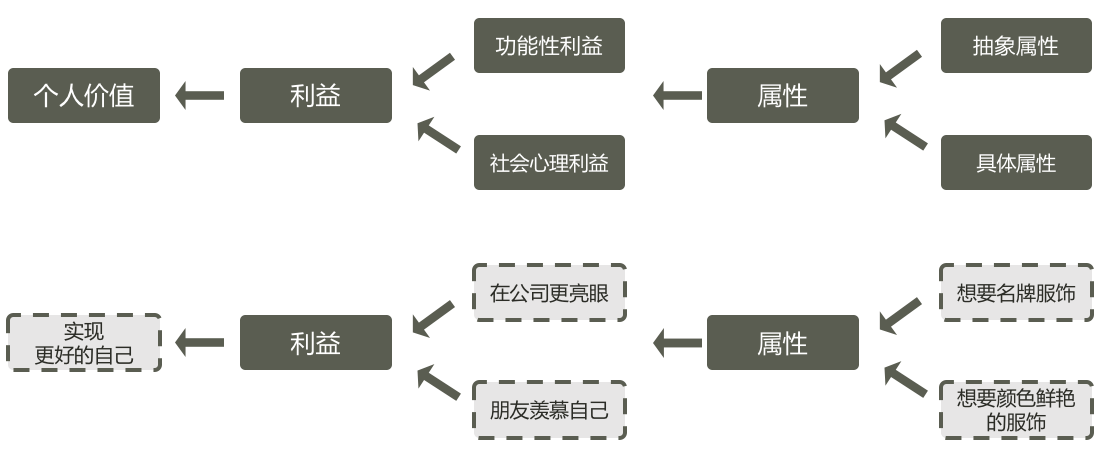 功能性利益
抽象属性
个人价值
利益
属性
社会心理利益
具体属性
在公司更亮眼
想要名牌服饰
实现
更好的自己
利益
属性
朋友羡慕自己
想要颜色鲜艳
的服饰